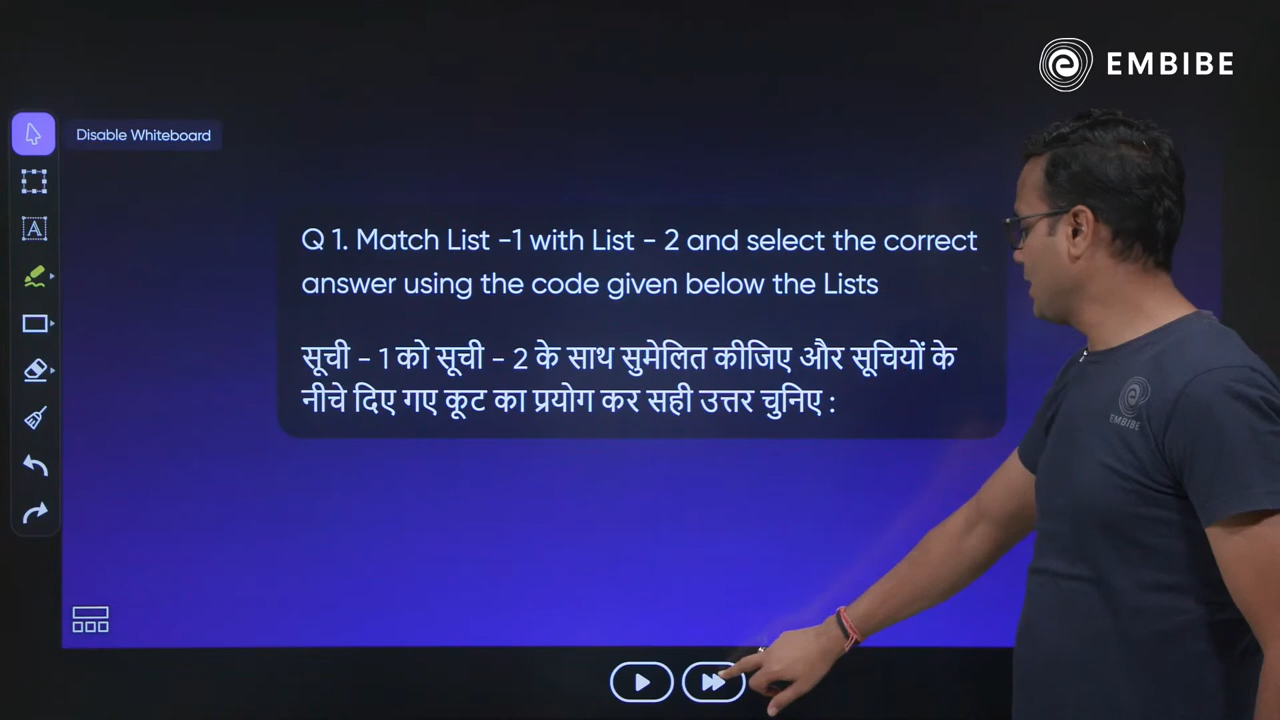 EMBIBE
Disable Whiteboard
A
Q 1. Match List -1 with List - 2 and select the correct
answer using the code given below the Lists
सूची - 1 को सूची - 2 के साथ सुमेलित कीजिए और सूचियों के
नीचे दिए गए कूट का प्रयोग कर सही उत्तर चुनिए :
EMBIBE